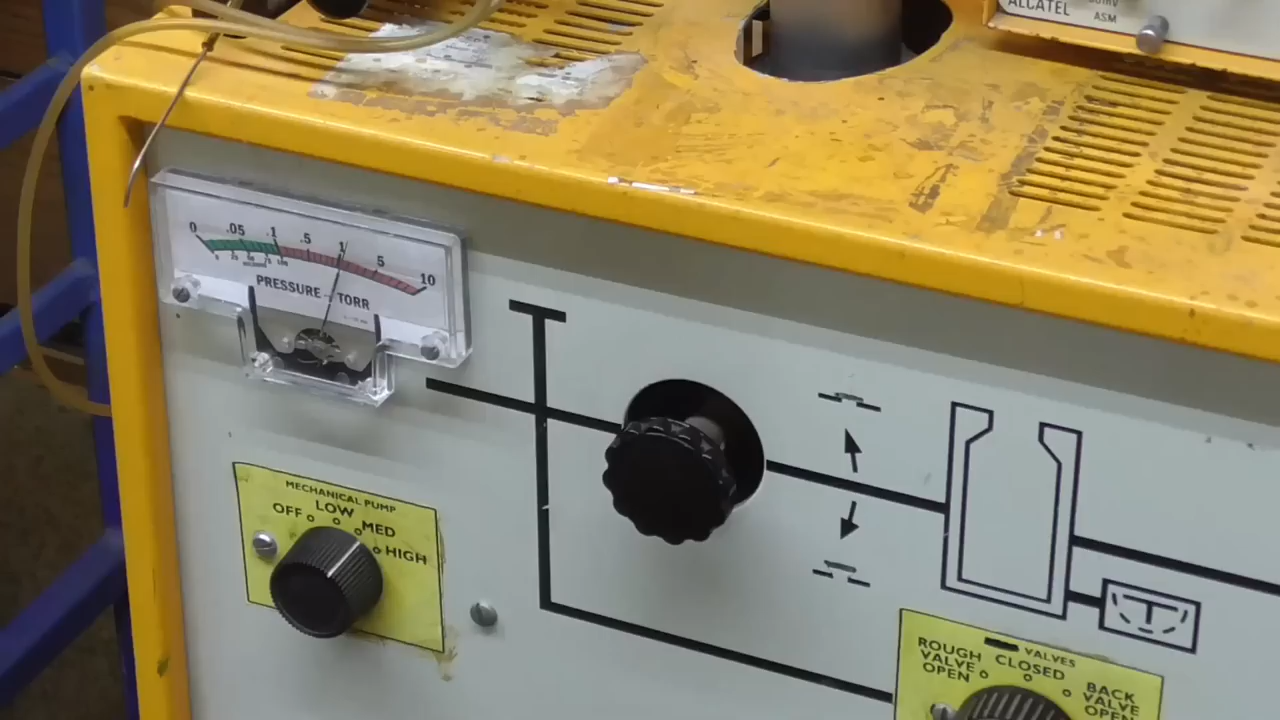 ALCATEL
ASM
0 .05 .1 .5 1 5 10
PRESSURE - TORR
MECHANICAL PUMP
LOW
OFF
MED
HIGH
VALVES
ROUGH
VALVE
OPEN
CLOSED
BACK
VALVE
OPEN